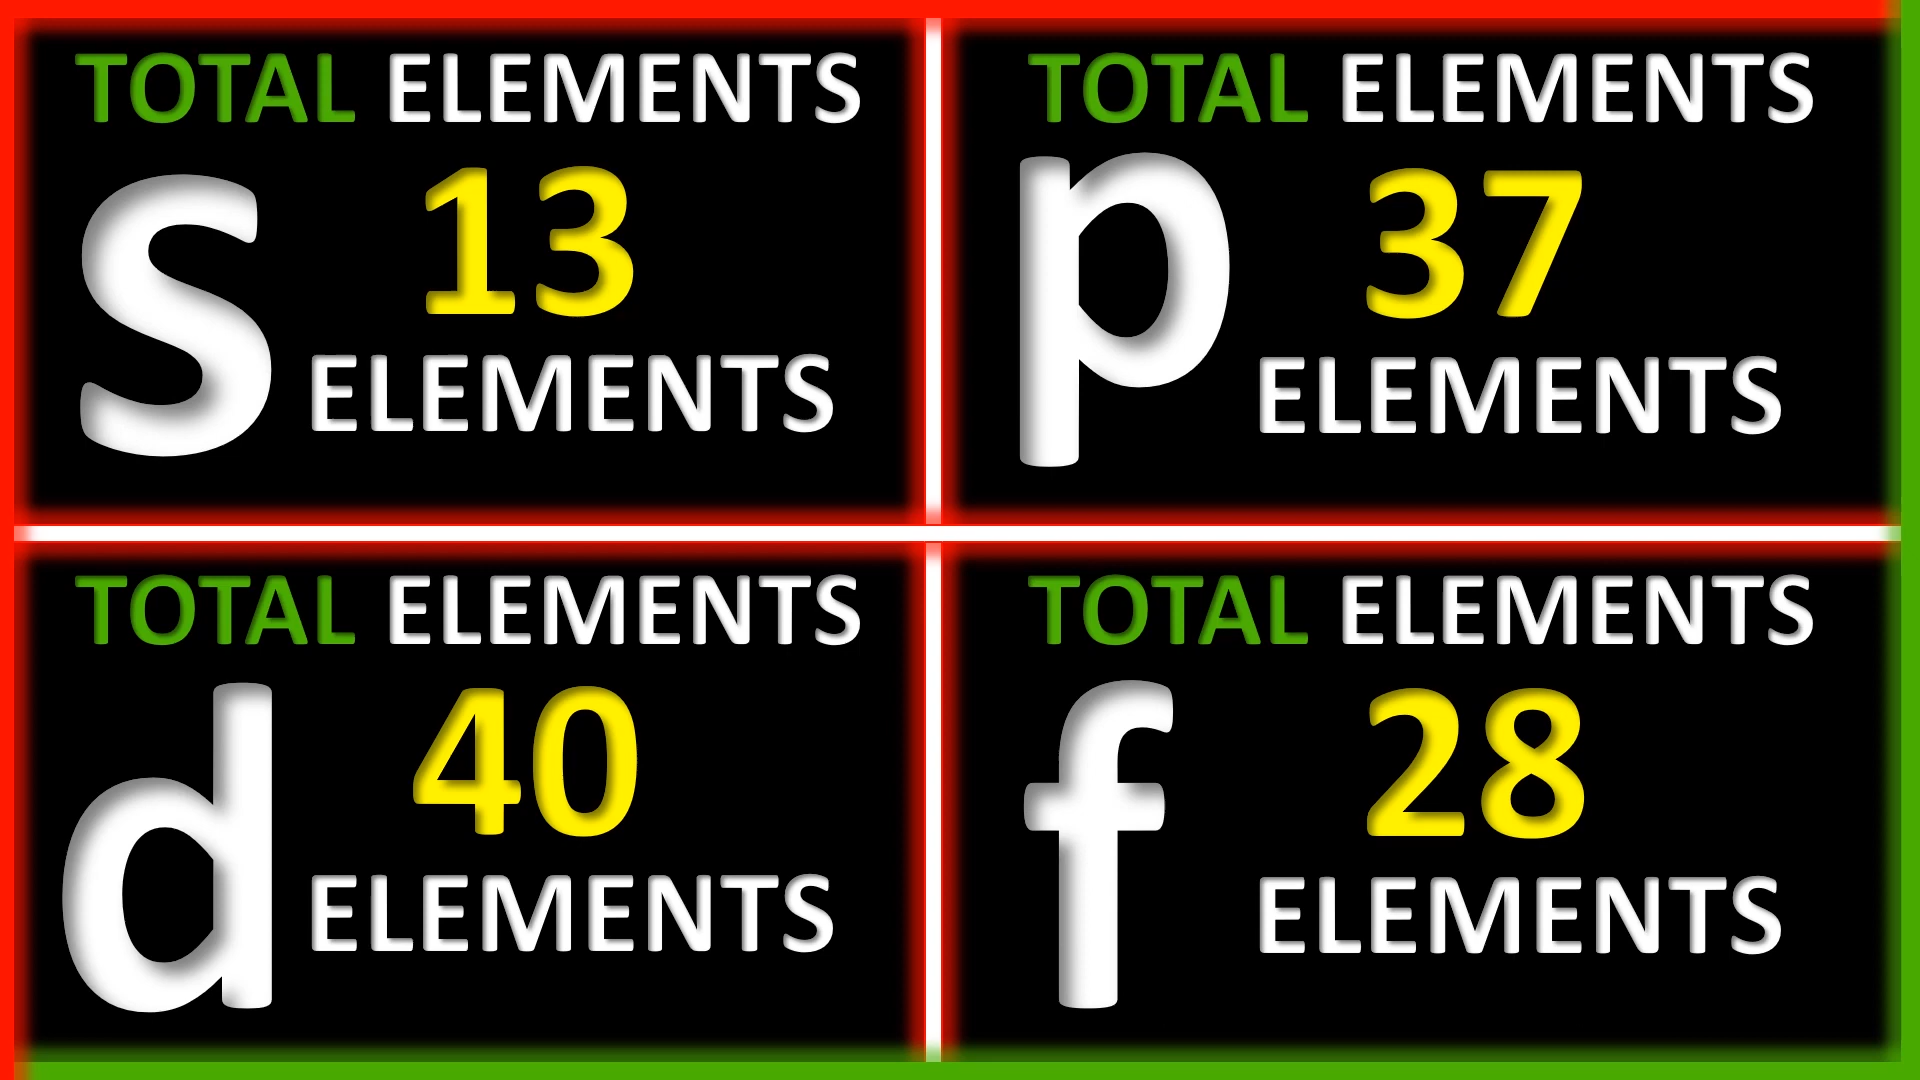 TOTAL ELEMENTS
s 13
ELEMENTS
TOTAL ELEMENTS
p 37
ELEMENTS
TOTAL ELEMENTS
d 40
ELEMENTS
TOTAL ELEMENTS
f 28
ELEMENTS